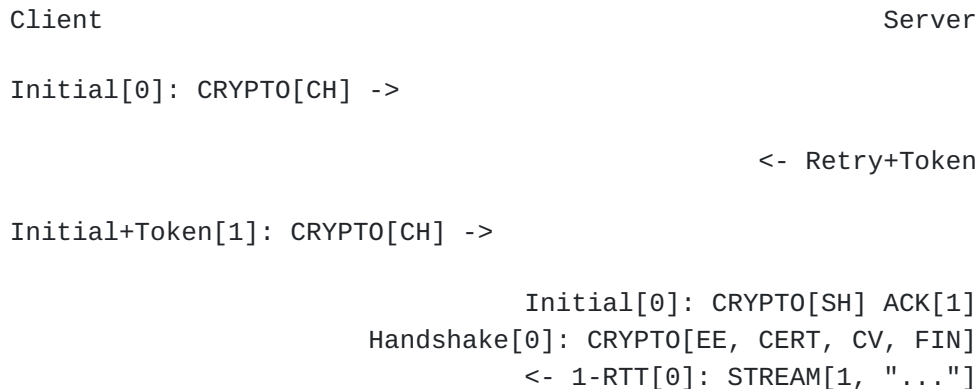 Client Server
Initial[0]: CRYPTO[CH] ->
<- Retry+Token
Initial+Token[1]: CRYPTO[CH] ->
Initial[0]: CRYPTO[SH] ACK[1]
Handshake[0]: CRYPTO[EE, CERT, CV, FIN]
<- 1-RTT[0]: STREAM[1, "..."]